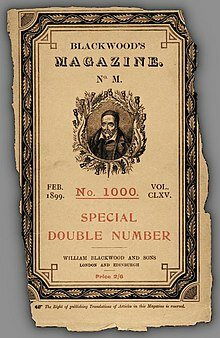 BLACKWOOD'S
MAGAZINE.
No M.
FEB.
1899.
No. 1000.
VOL.
CLXV.
SPECIAL
DOUBLE NUMBER
WILLIAM BLACKWOOD AND SONS
LONDON AND EDINBURGH
Price 2/6
The Right of publishing Translations of Articles in this Magazine is reserved.